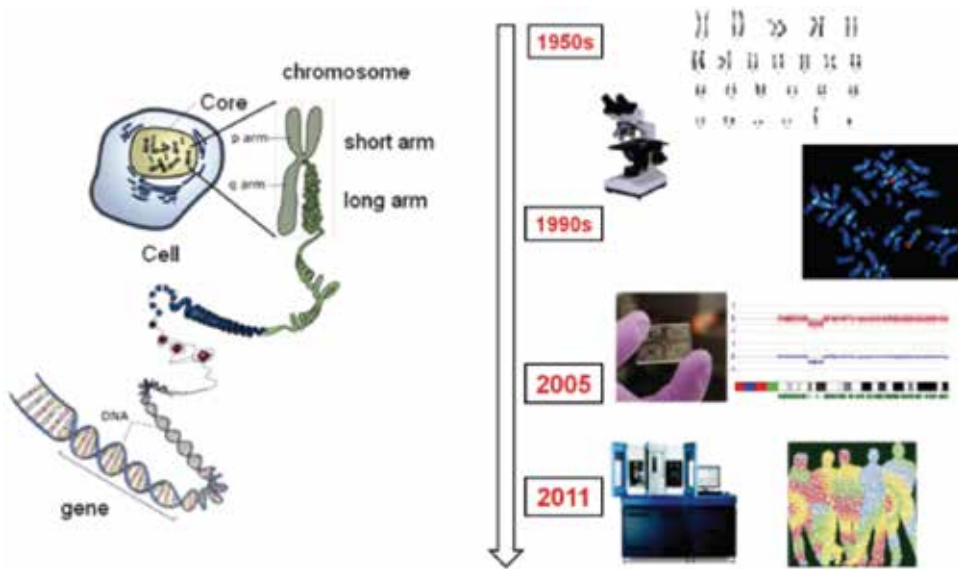 chromosome
Core
p arm
short arm
q arm
long arm
Cell
DNA
gene
1950s
1990s
2005
2011